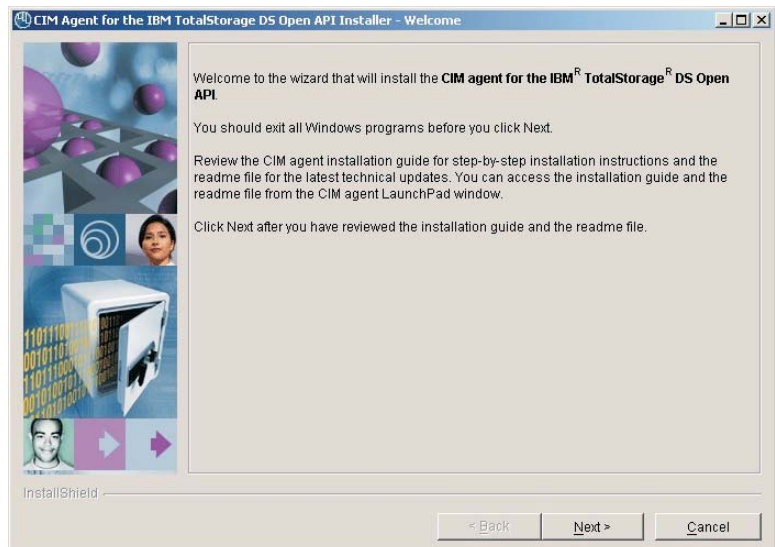 CIM Agent for the IBM TotalStorage DS Open API Installer - Welcome
Welcome to the wizard that will install the CIM agent for the IBM^R TotalStorage^R DS Open
API.
You should exit all Windows programs before you click Next.
Review the CIM agent installation guide for step-by-step installation instructions and the
readme file for the latest technical updates. You can access the installation guide and the
readme file from the CIM agent LaunchPad window.
Click Next after you have reviewed the installation guide and the readme file.
InstallShield
< Back
Next >
Cancel